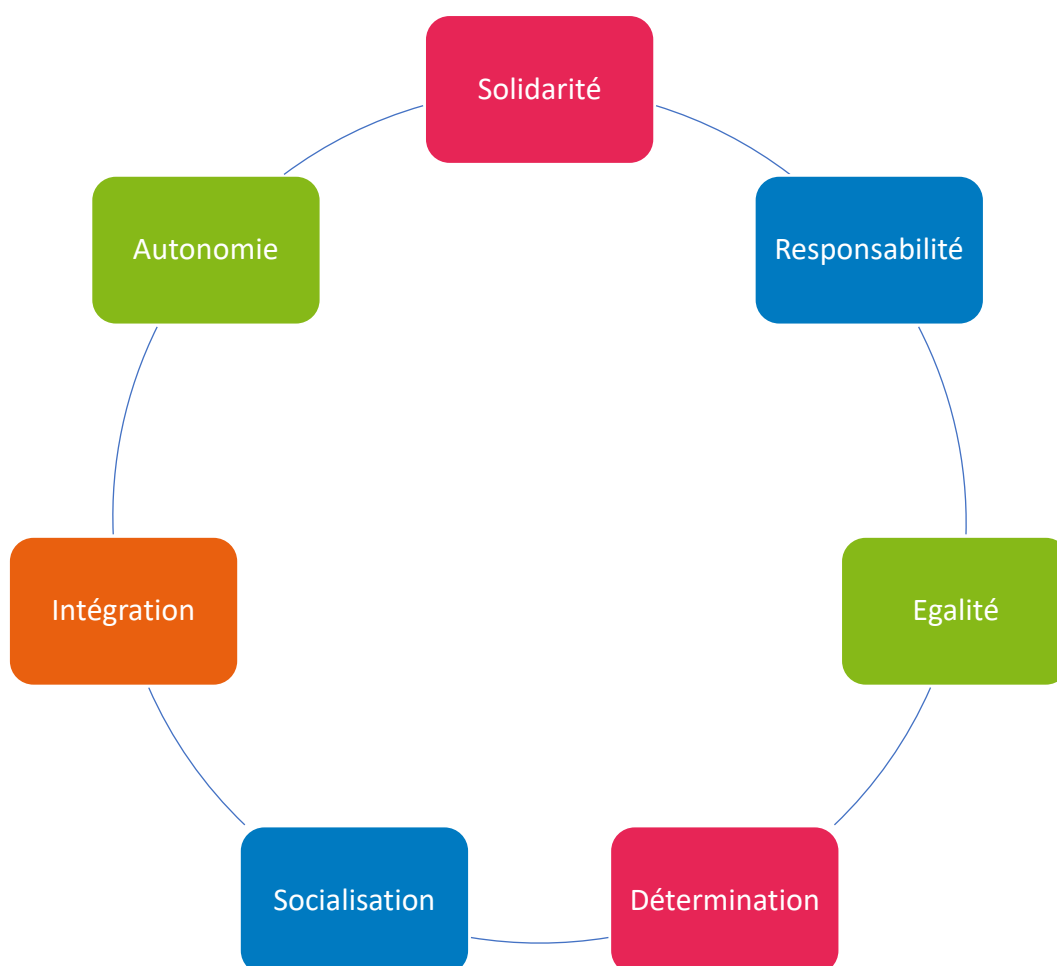 Solidarité
Responsabilité
Egalité
Détermination
Socialisation
Intégration
Autonomie